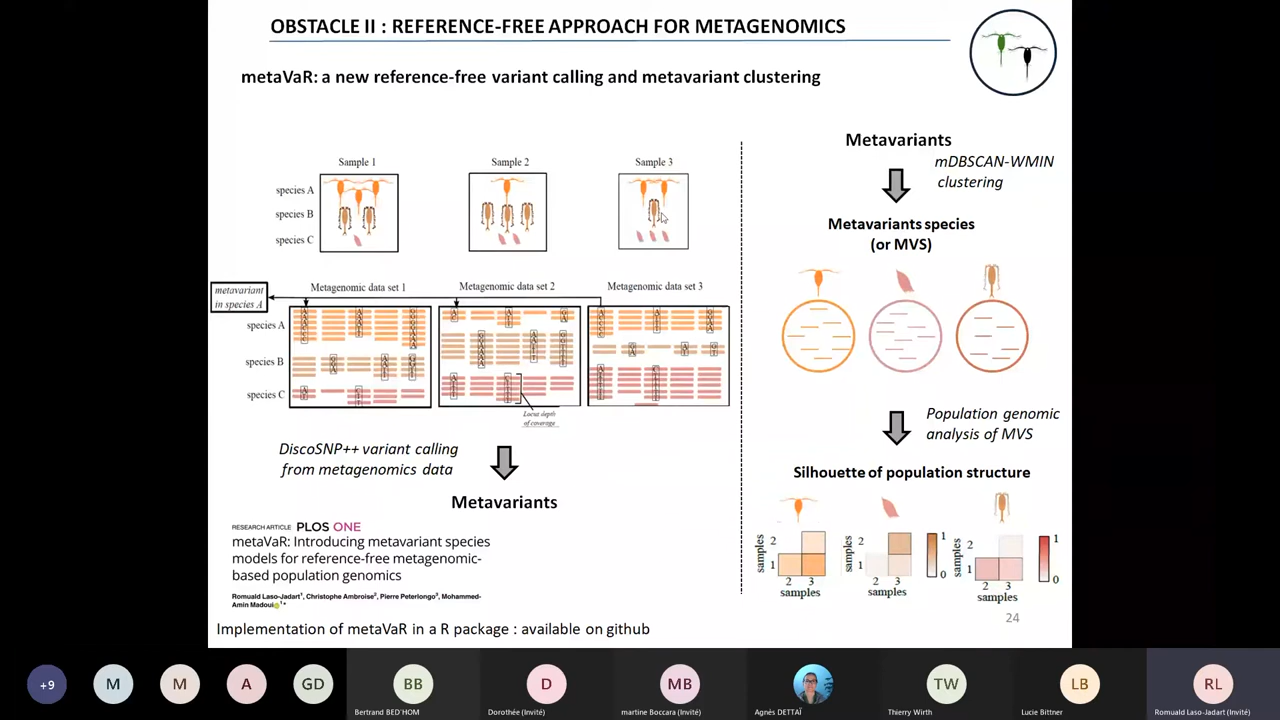 OBSTACLE II : REFERENCE-FREE APPROACH FOR METAGENOMICS
metaVaR: a new reference-free variant calling and metavariant clustering
Sample 1
Sample 2
Sample 3
species A
species B
species C
metavariant
in species A
Metagenomic data set 1
Metagenomic data set 2
Metagenomic data set 3
species A
species B
species C
Locus depth
of coverage
DiscoSNP++ variant calling
from metagenomics data
Metavariants
RESEARCH ARTICLE PLOS ONE
metaVaR: Introducing metavariant species
models for reference-free metagenomic-
based population genomics
Romuald Laso-Jadart1, Christophe Ambroise2, Pierre Peterlongo3, Mohammed-
Amin Madoui1*
Implementation of metaVaR in a R package : available on github
Metavariants
mDBSCAN-WMIN
clustering
Metavariants species
(or MVS)
Population genomic
analysis of MVS
Silhouette of population structure
samples
2
1
2 3
samples
samples
2
1
2 3
samples
1
0
samples
2
1
2 3
samples
1
0
24
+9
M
M
A
GD
BB
Bertrand BED'HOM
D
Dorothée (Invité)
MB
martine Boccara (Invité)
Agnès DETTAÏ
TW
Thierry Wirth
LB
Lucie Bittner
RL
Romuald Laso-Jadart (Invité)